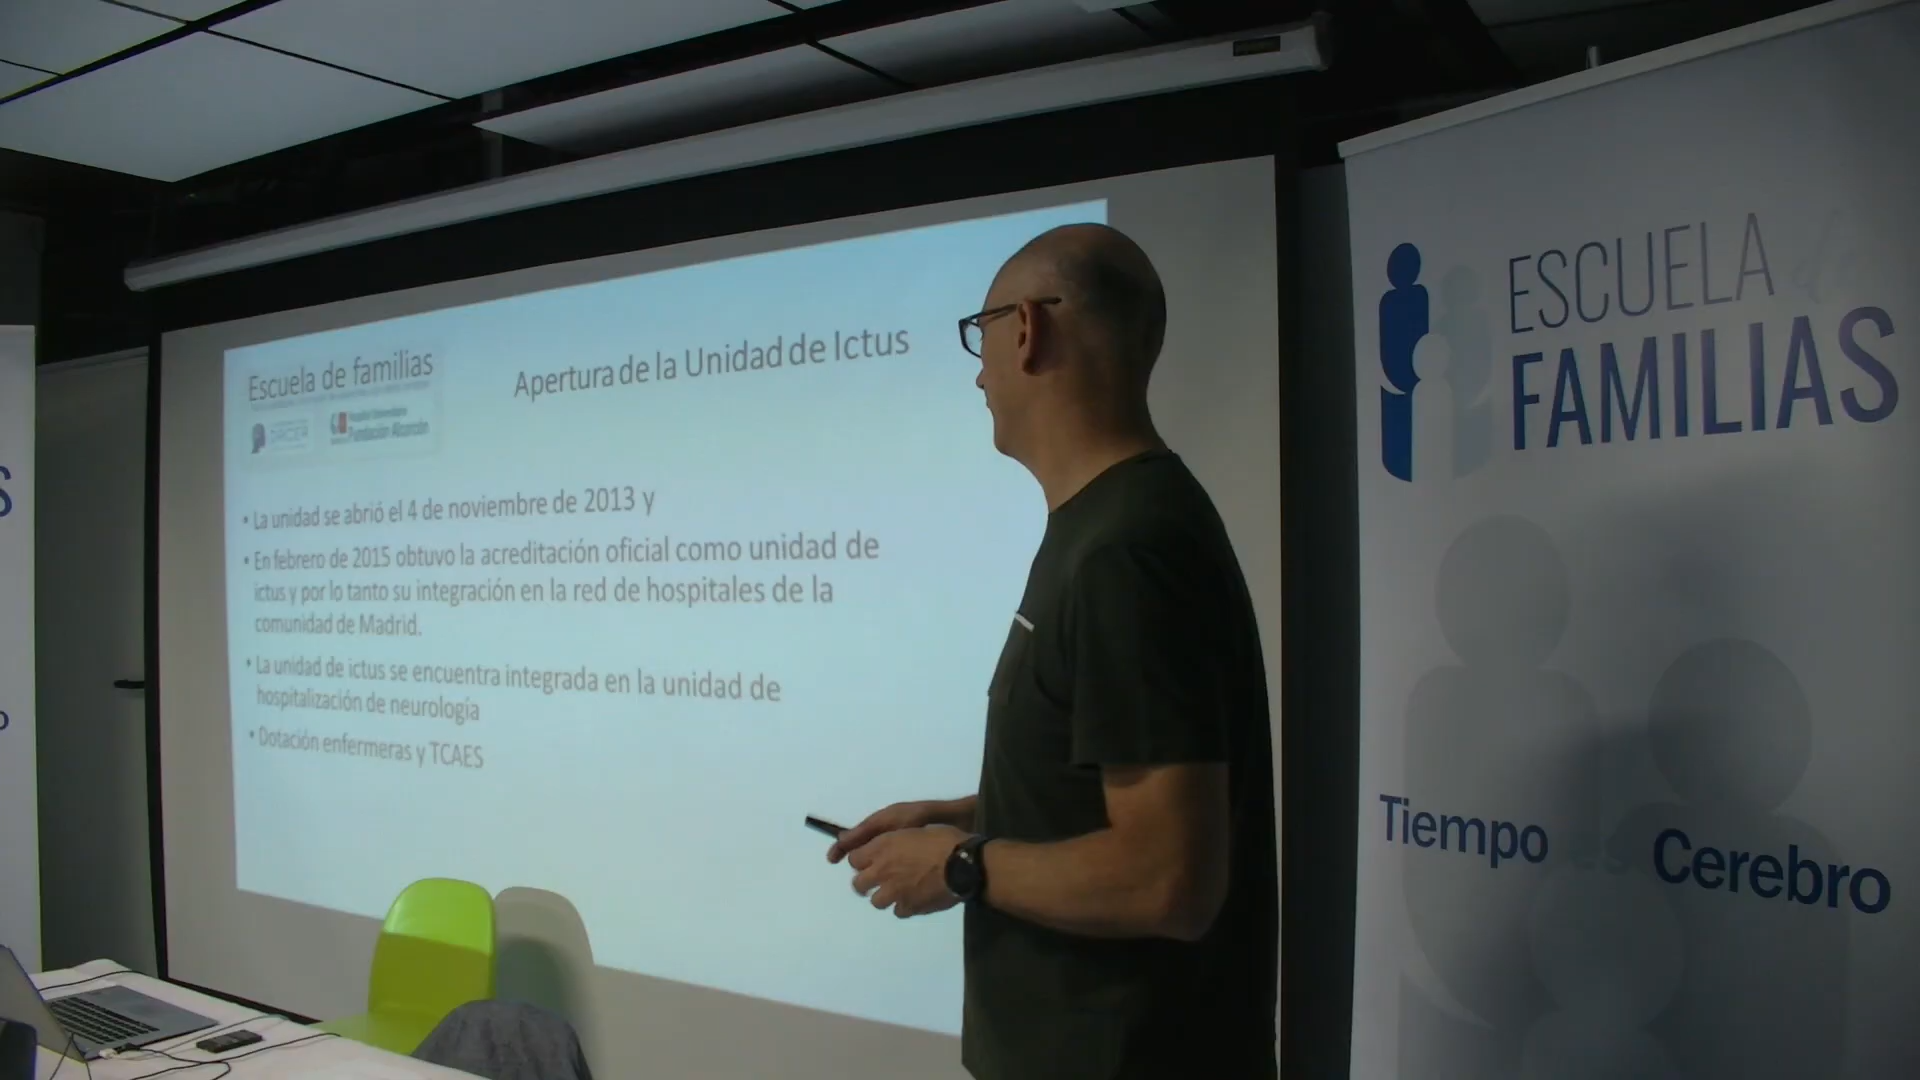 Escuela de familias
Fundación Alcorcón
Apertura de la Unidad de Ictus
• La unidad se abrió el 4 de noviembre de 2013 y
• En febrero de 2015 obtuvo la acreditación oficial como unidad de
ictus y por lo tanto su integración en la red de hospitales de la
comunidad de Madrid.
• La unidad de ictus se encuentra integrada en la unidad de
hospitalización de neurología
• Dotación enfermeras y TCAES
ESCUELA de
FAMILIAS
Tiempo es Cerebro
S